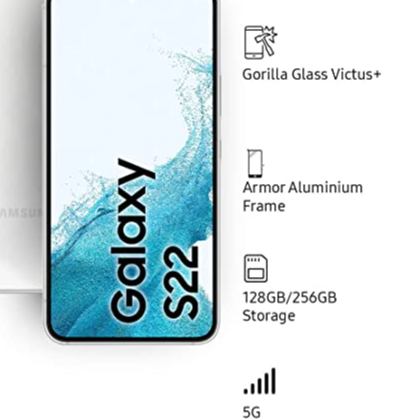 Galaxy
S22
Gorilla Glass Victus+
Armor Aluminium
Frame
128GB/256GB
Storage
5G